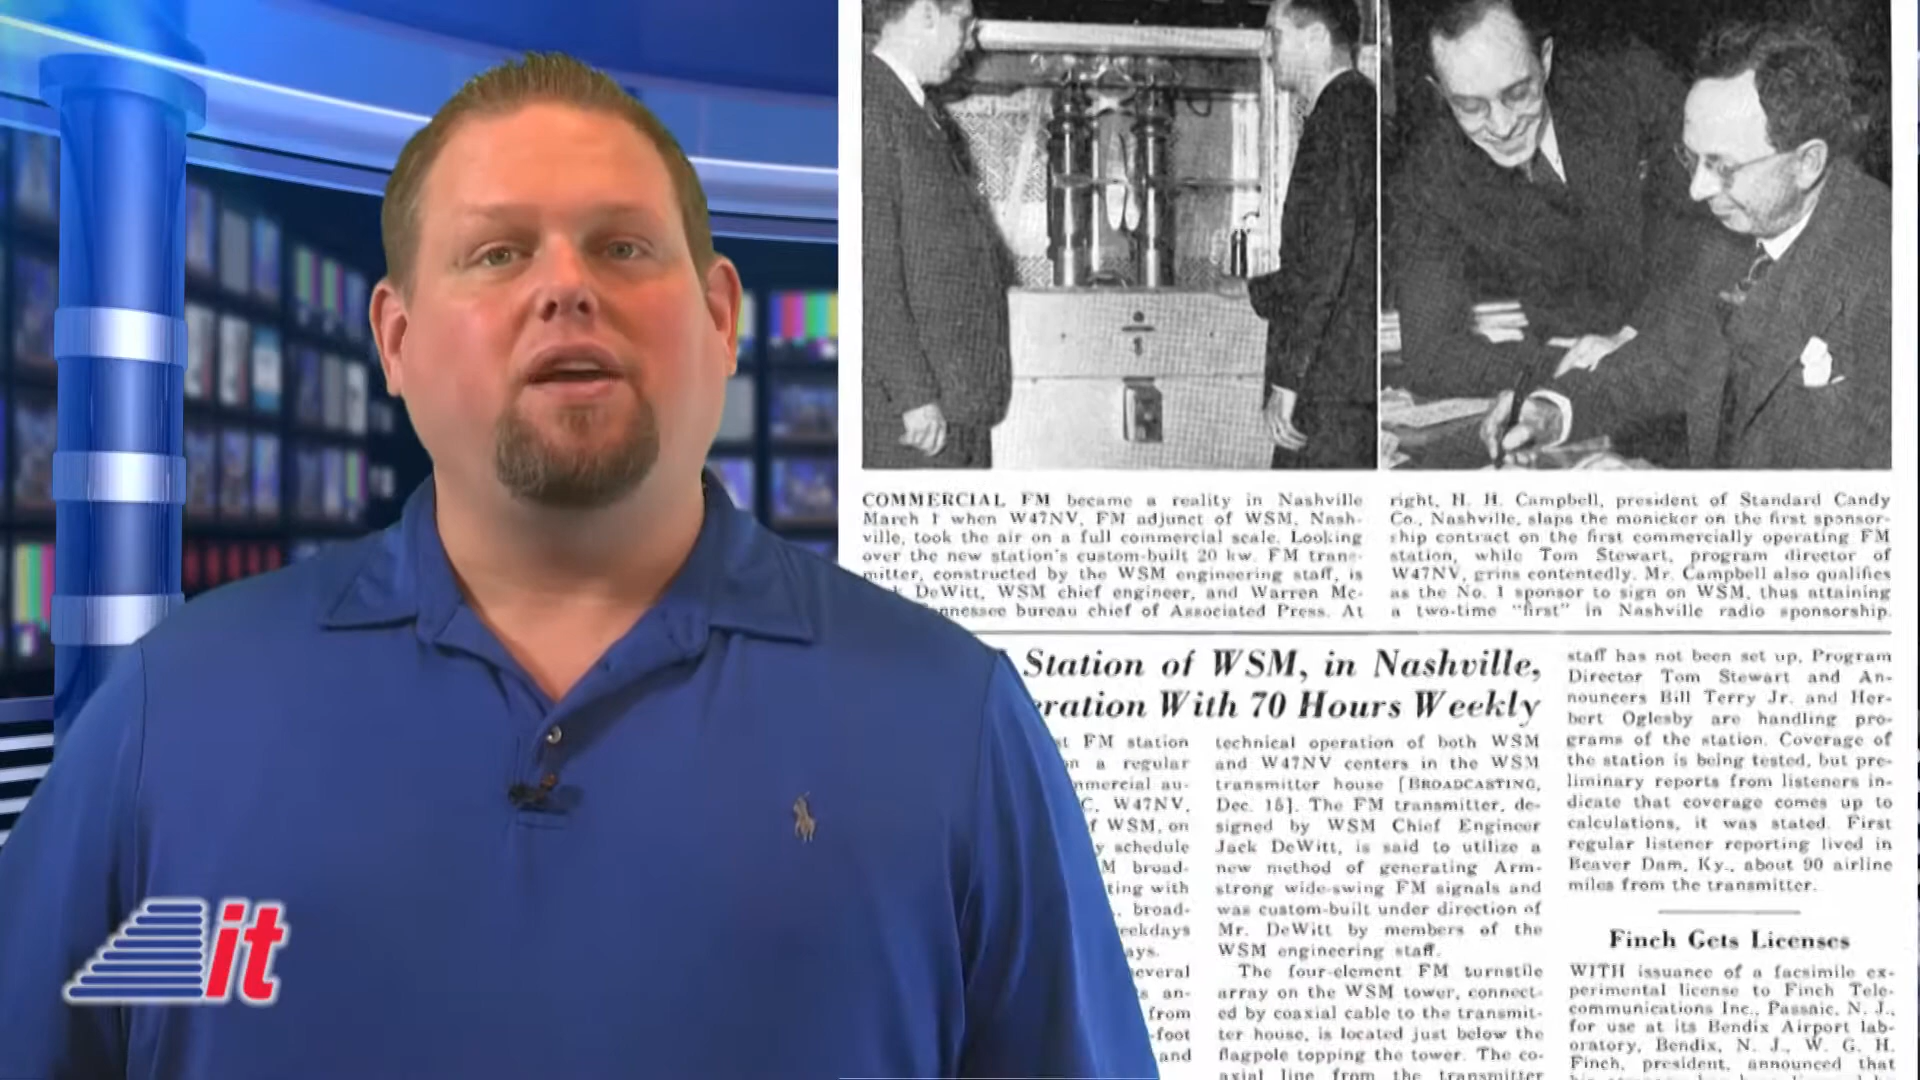 COMMERCIAL FM became a reality in Nashville
March 1 when W47NV, FM adjunct of WSM, Nash-
ville, took the air on a full commercial scale. Looking
over the new station's custom-built 20 kw. FM trans-
mitter, constructed by the WSM engineering staff, is
DeWitt, WSM chief engineer, and Warren Mc-
nnessee bureau chief of Associated Press. At
right, H. H. Campbell, president of Standard Candy
Co., Nashville, slaps the monicker on the first sponsor-
ship contract on the first commercially operating FM
station, while Tom Stewart, program director of
W47NV, grins contentedly. Mr. Campbell also qualifies
as the No. 1 sponsor to sign on WSM, thus attaining
a two-time "first" in Nashville radio sponsorship.
Station of WSM, in Nashville,
eration With 70 Hours Weekly
t FM station
n a regular
mmercial au-
C, W47NV,
f WSM, on
y schedule
M broad-
ting with
, broad-
eekdays
ays.
everal
s an-
from
-foot
and
technical operation of both WSM
and W47NV centers in the WSM
transmitter house [BROADCASTING,
Dec. 15]. The FM transmitter, de-
signed by WSM Chief Engineer
Jack DeWitt, is said to utilize a
new method of generating Arm-
strong wide-swing FM signals and
was custom-built under direction of
Mr. DeWitt by members of the
WSM engineering staff.
The four-element FM turnstile
array on the WSM tower, connect-
ed by coaxial cable to the transmit-
ter house, is located just below the
flagpole topping the tower. The co-
axial line from the transmitter
staff has not been set up, Program
Director Tom Stewart and An-
nouncers Bill Terry Jr. and Her-
bert Oglesby are handling pro-
grams of the station. Coverage of
the station is being tested, but pre-
liminary reports from listeners in-
dicate that coverage comes up to
calculations, it was stated. First
regular listener reporting lived in
Beaver Dam, Ky., about 90 airline
miles from the transmitter.
Finch Gets Licenses
WITH issuance of a facsimile ex-
perimental license to Finch Tele-
communications Inc., Passaic, N. J.,
for use at its Bendix Airport lab-
oratory, Bendix, N. J., W. G. H.
Finch, president, announced that
it